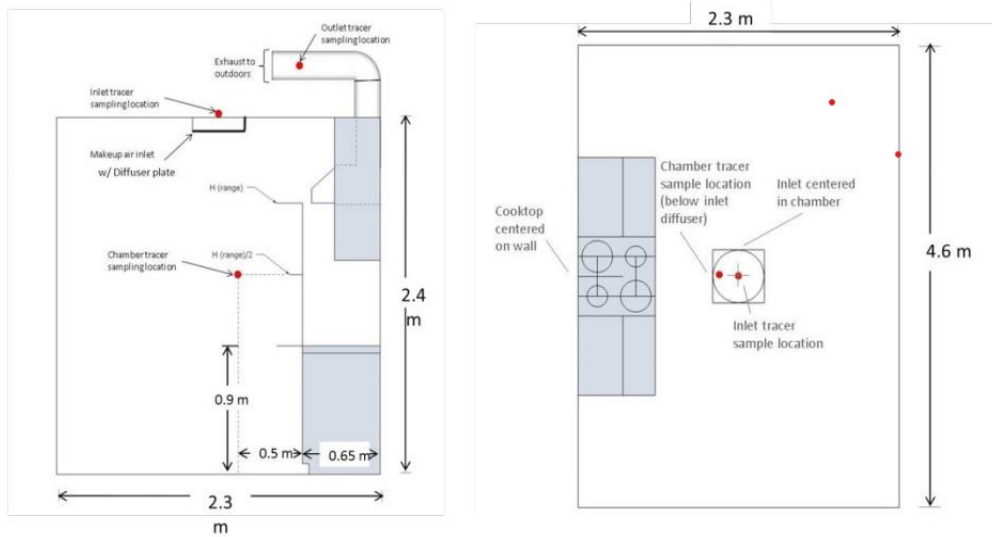 Outlet tracer
sampling location
Exhaust to
outdoors
Inlet tracer
sampling location
Makeup air inlet
w/ Diffuser plate
H (range)
H (range)/2
Chamber tracer
sampling location
2.4
m
0.9 m
0.5 m
0.65 m
2.3
m
2.3 m
Chamber tracer
sample location
(below inlet
diffuser)
Inlet centered
in chamber
Cooktop
centered
on wall
4.6 m
Inlet tracer
sample location